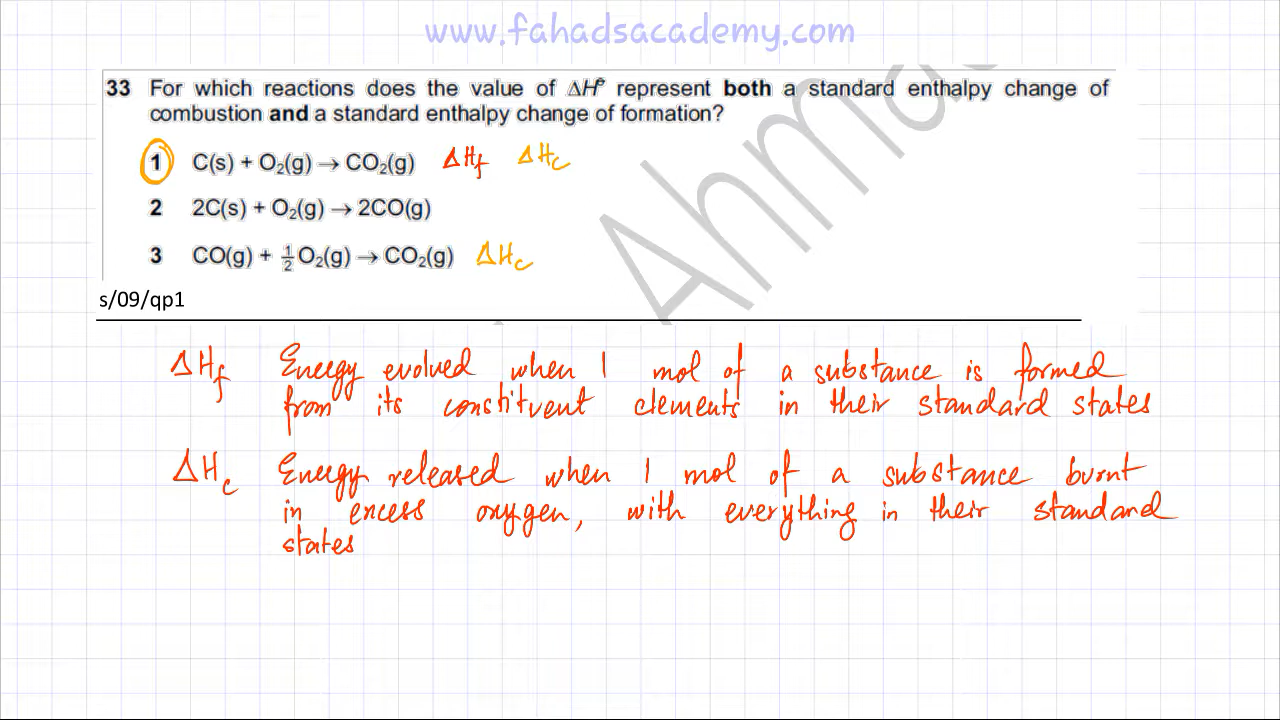 www.fahadsacademy.com
33 For which reactions does the value of ΔH° represent both a standard enthalpy change of
combustion and a standard enthalpy change of formation?
1 C(s) + O₂(g) → CO₂(g) ΔHf ΔHc
2 2C(s) + O₂(g) → 2CO(g)
3 CO(g) + ½O₂(g) → CO₂(g) ΔHc
s/09/qp1
Ahmad
ΔHf Energy evolved when 1 mol of a substance is formed
from its constituent elements in their standard states
ΔHc Energy released when 1 mol of a substance burnt
in excess oxygen, with everything in their standard
states